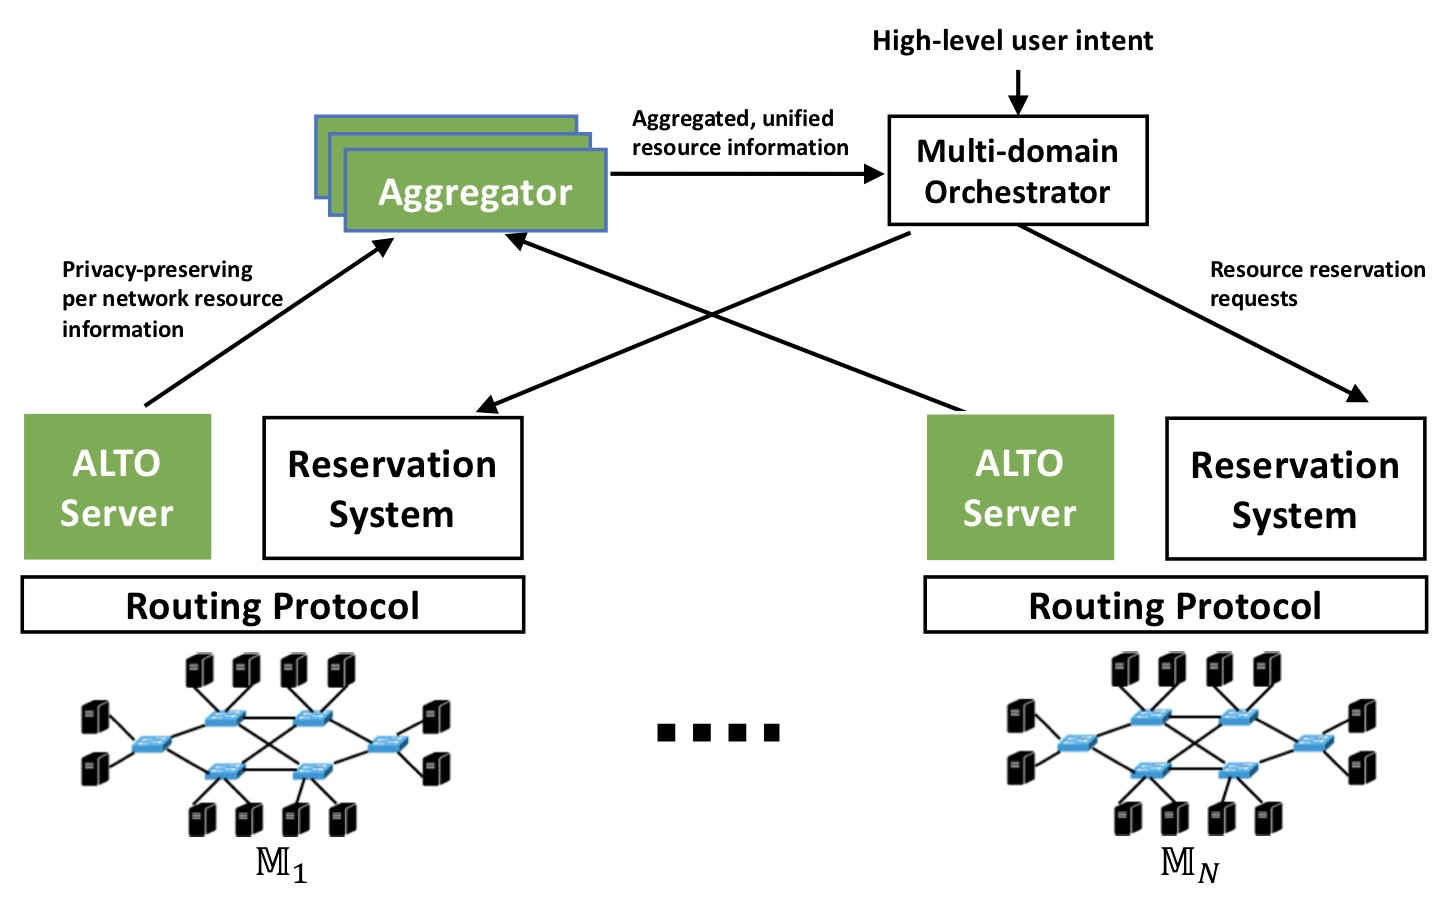 High-level user intent
Aggregated, unified
resource information
Multi-domain
Orchestrator
Aggregator
Privacy-preserving
per network resource
information
Resource reservation
requests
ALTO
Server
Reservation
System
ALTO
Server
Reservation
System
Routing Protocol
Routing Protocol
𝕄1
𝕄N